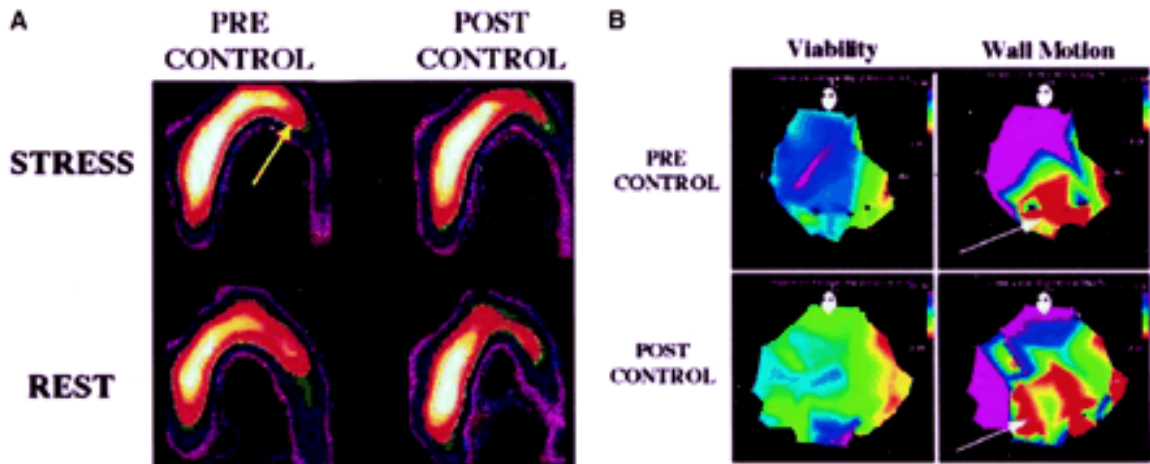 A
PRE
CONTROL
POST
CONTROL
STRESS
REST
B
Viability
Wall Motion
PRE
CONTROL
POST
CONTROL